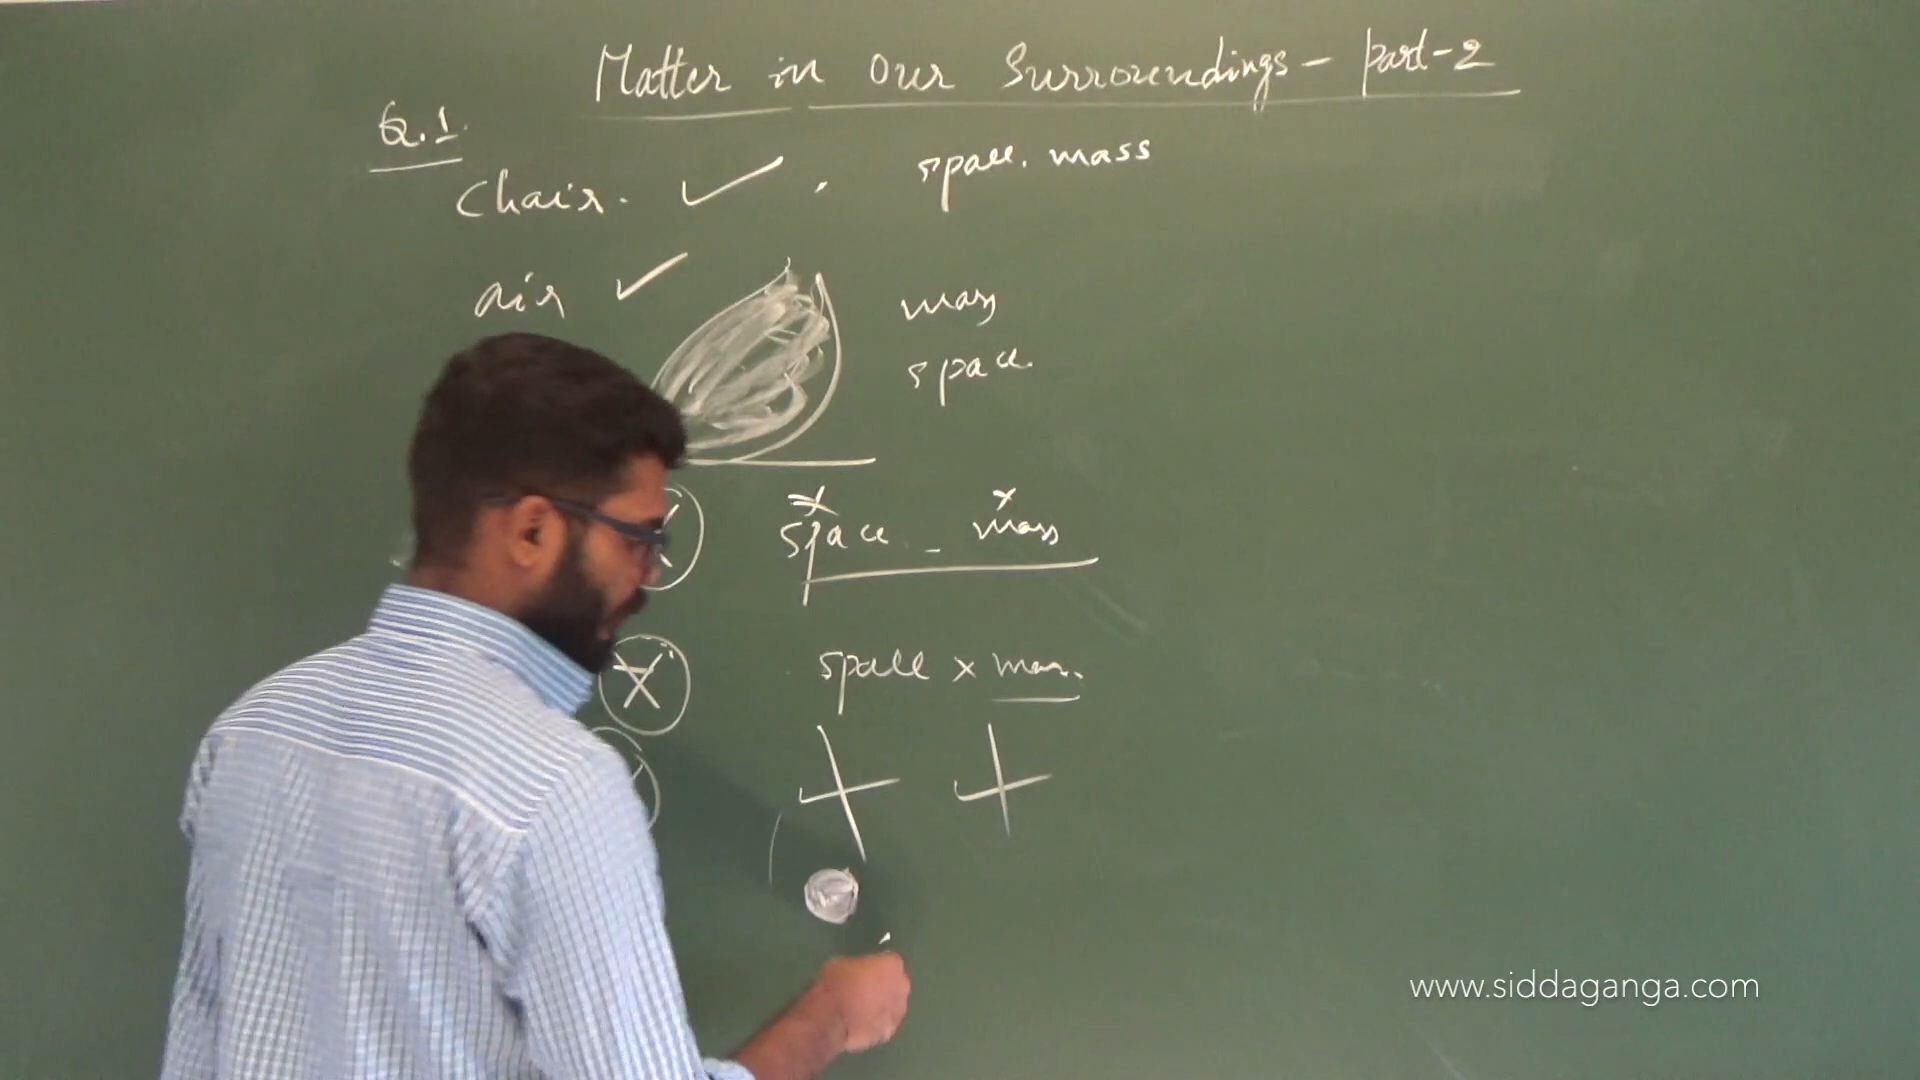 Matter in Our Surroundings - Part-2
Q.1.
Chair. ✓ space. mass
air ✓ mass
space
x x
space - mass
space x mass.
www.siddaganga.com